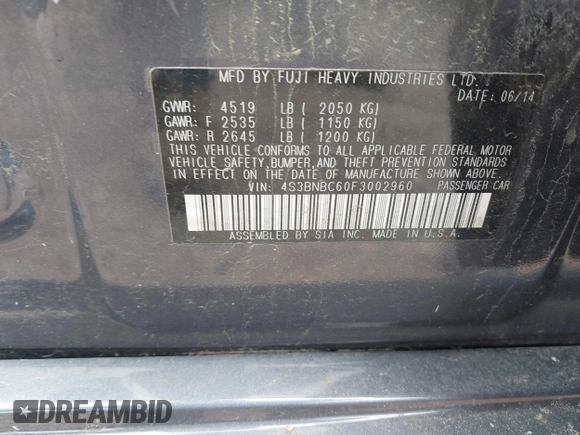 MFD BY FUJI HEAVY INDUSTRIES LTD.
DATE: 06/14
GVWR: 4519 LB ( 2050 KG)
GAWR: F 2535 LB ( 1150 KG)
GAWR: R 2645 LB ( 1200 KG)
THIS VEHICLE CONFORMS TO ALL APPLICABLE FEDERAL MOTOR
VEHICLE SAFETY, BUMPER, AND THEFT PREVENTION STANDARDS
IN EFFECT ON THE DATE OF MANUFACTURE SHOWN ABOVE.
VIN: 4S3BNBC60F3002960 PASSENGER CAR
ASSEMBLED BY SIA INC. MADE IN U.S.A.
DREAMBID